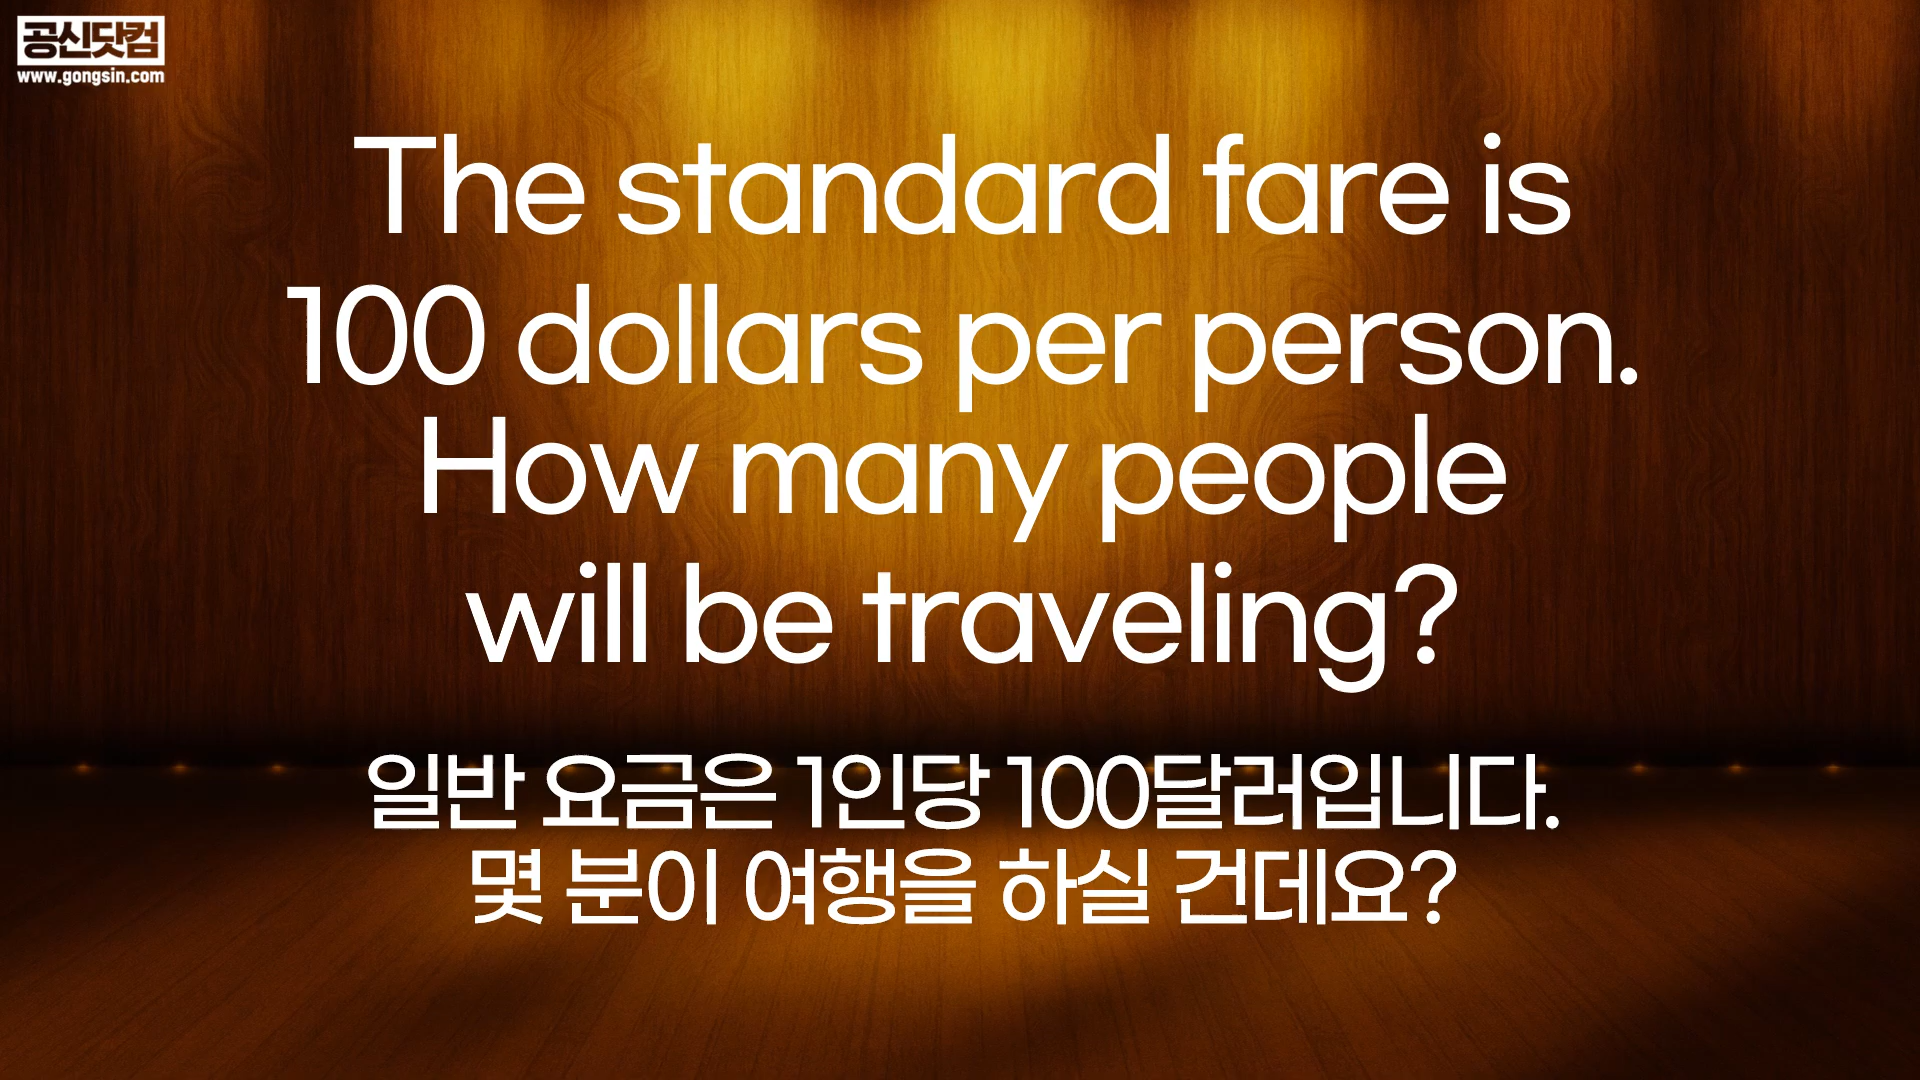 공신닷컴
www.gongsin.com
The standard fare is
100 dollars per person.
How many people
will be traveling?
일반 요금은 1인당 100달러입니다.
몇 분이 여행을 하실 건데요?